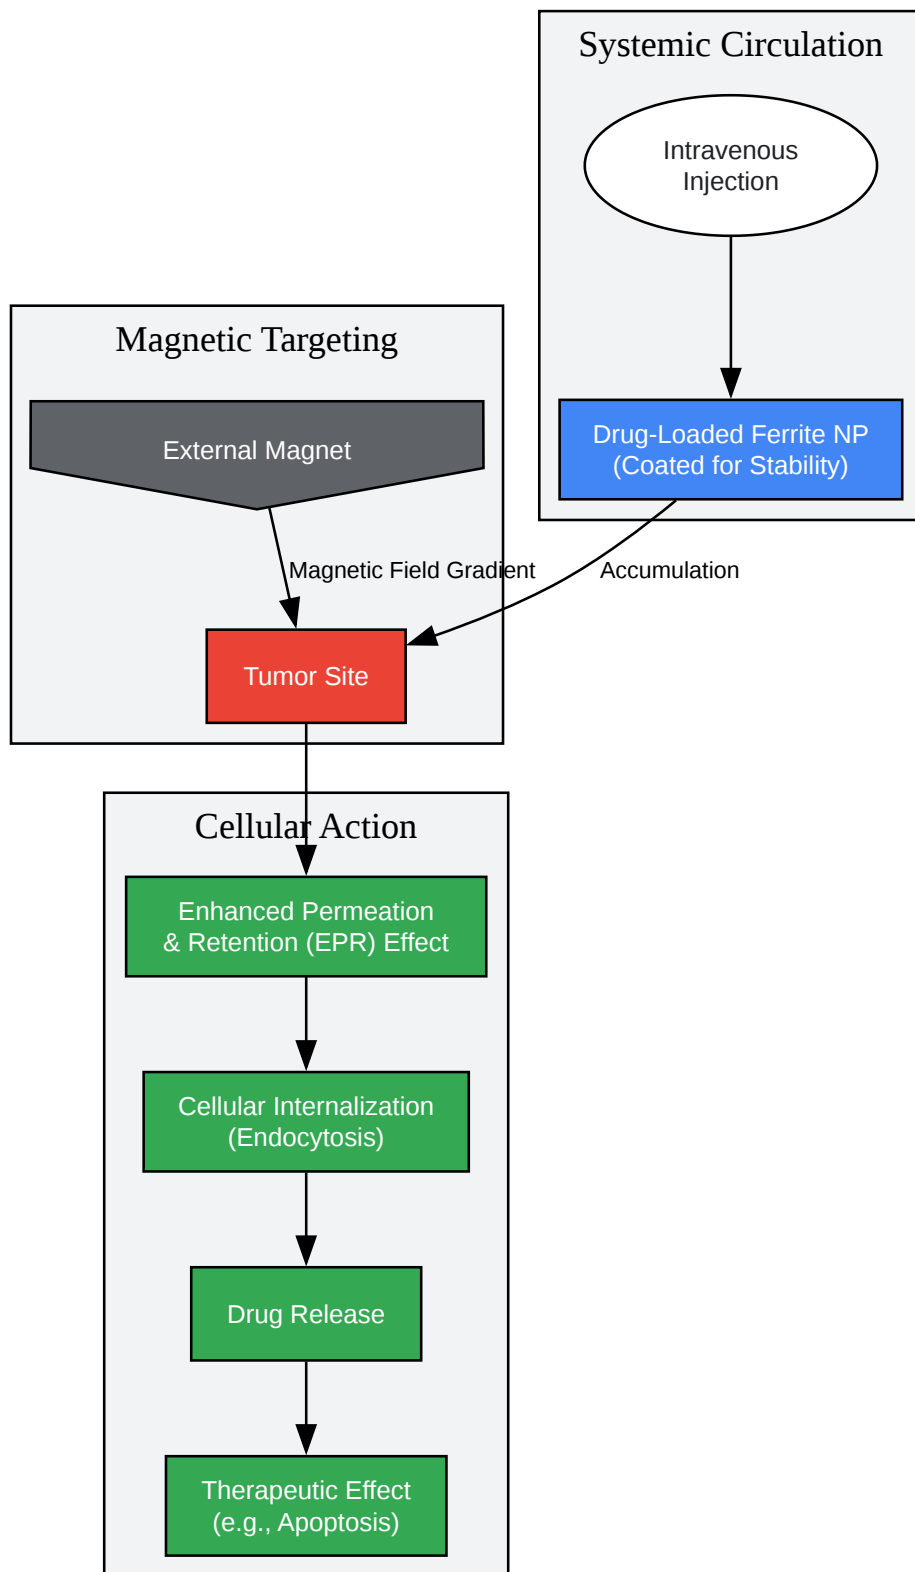 Systemic Circulation
Intravenous
Injection
Drug-Loaded Ferrite NP
(Coated for Stability)
Magnetic Targeting
External Magnet
Magnetic Field Gradient
Accumulation
Tumor Site
Cellular Action
Enhanced Permeation
& Retention (EPR) Effect
Cellular Internalization
(Endocytosis)
Drug Release
Therapeutic Effect
(e.g., Apoptosis)